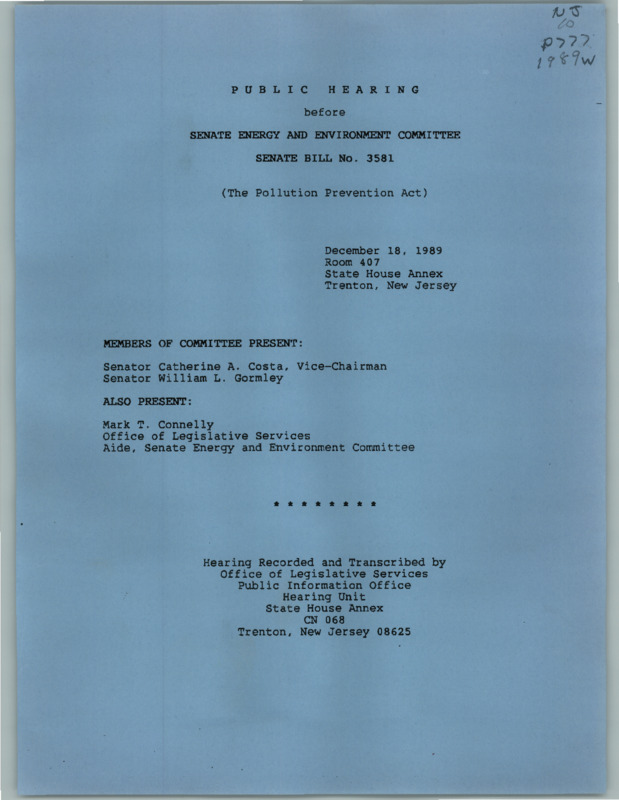 NJ
10
P777
1989w
PUBLIC HEARING
before
SENATE ENERGY AND ENVIRONMENT COMMITTEE
SENATE BILL No. 3581
(The Pollution Prevention Act)
December 18, 1989
Room 407
State House Annex
Trenton, New Jersey
MEMBERS OF COMMITTEE PRESENT:
Senator Catherine A. Costa, Vice-Chairman
Senator William L. Gormley
ALSO PRESENT:
Mark T. Connelly
Office of Legislative Services
Aide, Senate Energy and Environment Committee
* * * * * * * *
Hearing Recorded and Transcribed by
Office of Legislative Services
Public Information Office
Hearing Unit
State House Annex
CN 068
Trenton, New Jersey 08625